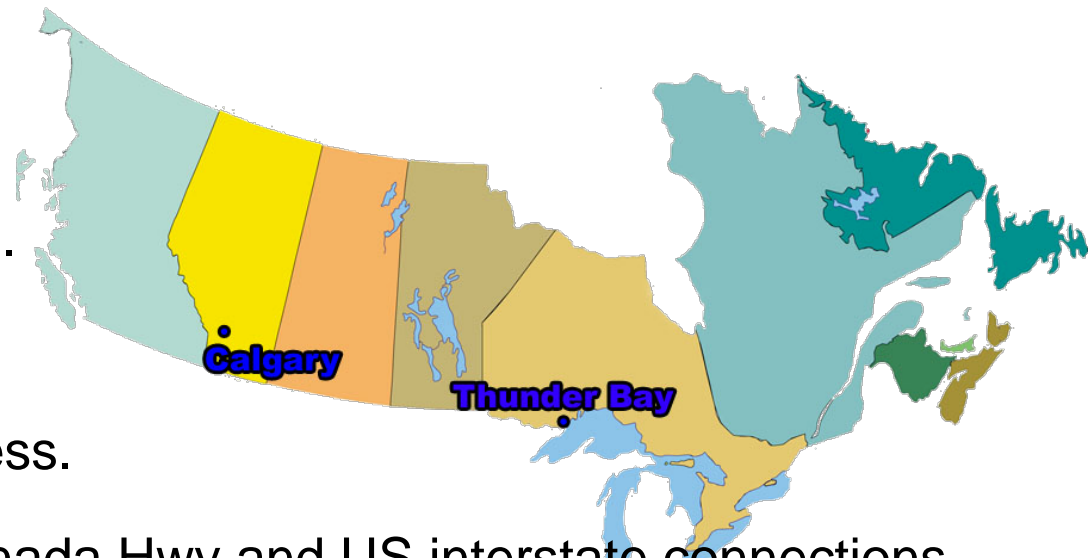 .
Calgary
Thunder Bay
ess.
nada Hwy and US interstate connections